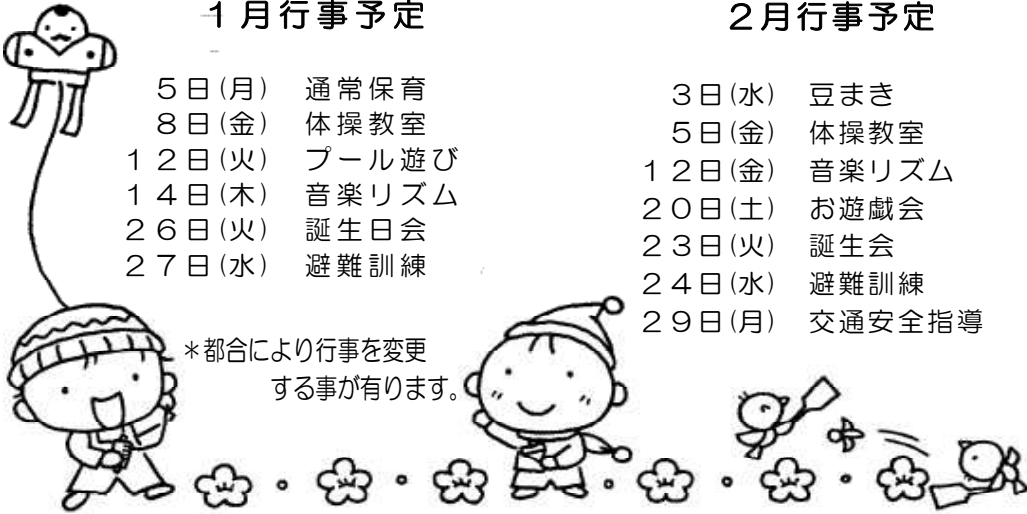 １月行事予定
５日(月)　通常保育
８日(金)　体操教室
１２日(火)　プール遊び
１４日(木)　音楽リズム
２６日(火)　誕生日会
２７日(水)　避難訓練
＊都合により行事を変更
する事が有ります。
２月行事予定
３日(水)　豆まき
５日(金)　体操教室
１２日(金)　音楽リズム
２０日(土)　お遊戯会
２３日(火)　誕生会
２４日(水)　避難訓練
２９日(月)　交通安全指導